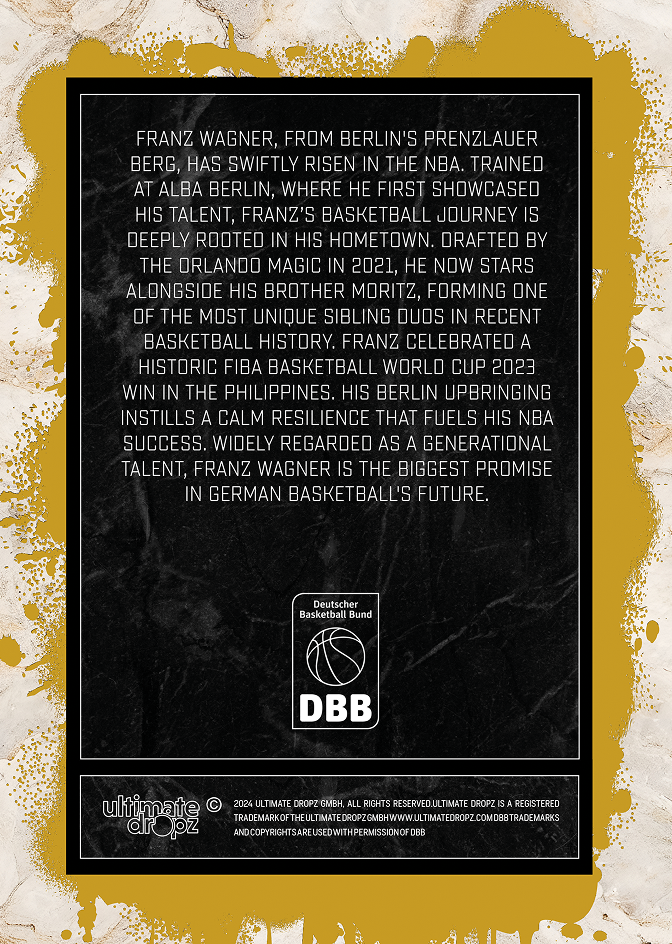 FRANZ WAGNER, FROM BERLIN'S PRENZLAUER
BERG, HAS SWIFTLY RISEN IN THE NBA. TRAINED
AT ALBA BERLIN, WHERE HE FIRST SHOWCASED
HIS TALENT, FRANZ'S BASKETBALL JOURNEY IS
DEEPLY ROOTED IN HIS HOMETOWN. DRAFTED BY
THE ORLANDO MAGIC IN 2021, HE NOW STARS
ALONGSIDE HIS BROTHER MORITZ, FORMING ONE
OF THE MOST UNIQUE SIBLING DUOS IN RECENT
BASKETBALL HISTORY. FRANZ CELEBRATED A
HISTORIC FIBA BASKETBALL WORLD CUP 2023
WIN IN THE PHILIPPINES. HIS BERLIN UPBRINGING
INSTILLS A CALM RESILIENCE THAT FUELS HIS NBA
SUCCESS. WIDELY REGARDED AS A GENERATIONAL
TALENT, FRANZ WAGNER IS THE BIGGEST PROMISE
IN GERMAN BASKETBALL'S FUTURE.
Deutscher
Basketball Bund
DBB
ultimate
dropz
©
2024 ULTIMATE DROPZ GMBH, ALL RIGHTS RESERVED.ULTIMATE DROPZ IS A REGISTERED
TRADEMARK OF THE ULTIMATE DROPZ GMBH WWW.ULTIMATEDROPZ.COM DBB TRADEMARKS
AND COPYRIGHTS ARE USED WITH PERMISSION OF DBB